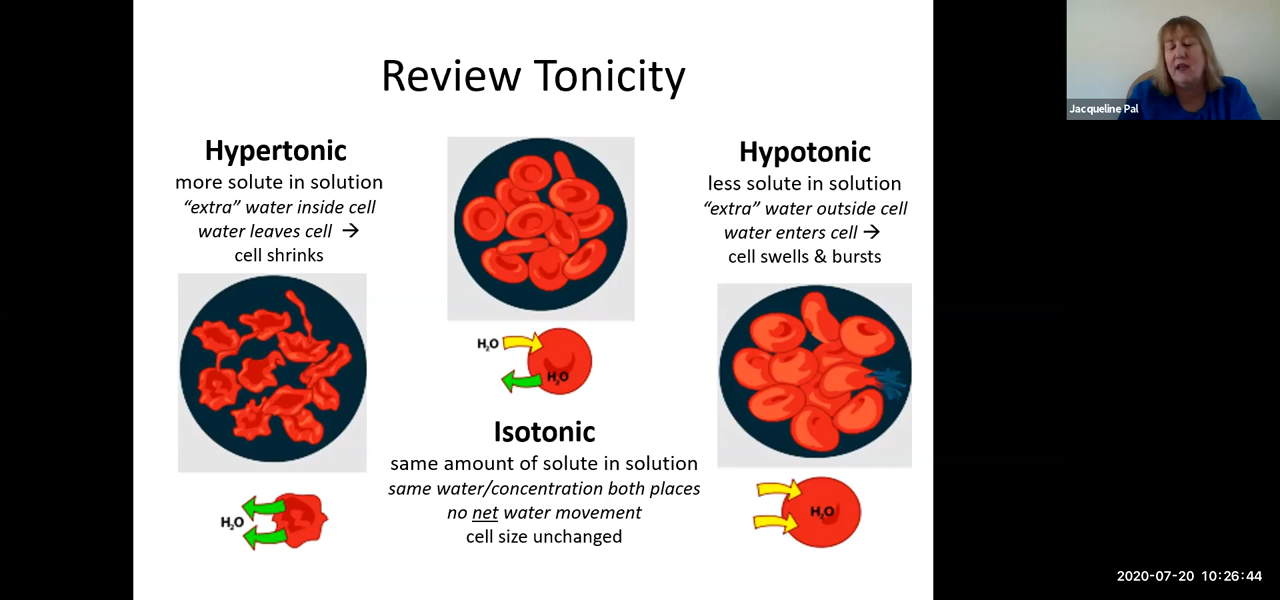 Review Tonicity
Hypertonic
more solute in solution
“extra” water inside cell
water leaves cell →
cell shrinks
H₂O
H₂O
H₂O
Isotonic
same amount of solute in solution
same water/concentration both places
no net water movement
cell size unchanged
Hypotonic
less solute in solution
“extra” water outside cell
water enters cell →
cell swells & bursts
H₂O
Jacqueline Pal
2020-07-20 10:26:44